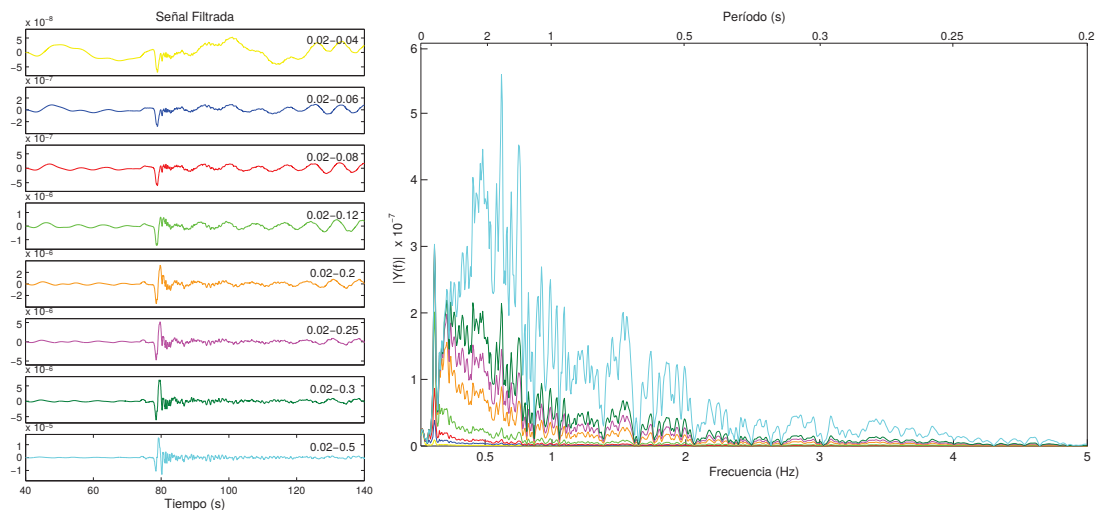 Señal Filtrada
x 10⁻⁸
5
0
−5
0.02−0.04
x 10⁻⁷
2
0
−2
0.02−0.06
x 10⁻⁷
5
0
−5
0.02−0.08
x 10⁻⁶
1
0
−1
0.02−0.12
x 10⁻⁶
2
0
−2
0.02−0.2
x 10⁻⁶
5
0
−5
0.02−0.25
x 10⁻⁶
5
0
−5
0.02−0.3
x 10⁻⁵
1
0
−1
0.02−0.5
40 60 80 100 120 140
Tiempo (s)
Período (s)
0 2 1 0.5 0.3 0.25 0.2
6
5
4
3
2
1
0
|Y(f)| x 10⁻⁷
0.5 1 2 3 4 5
Frecuencia (Hz)